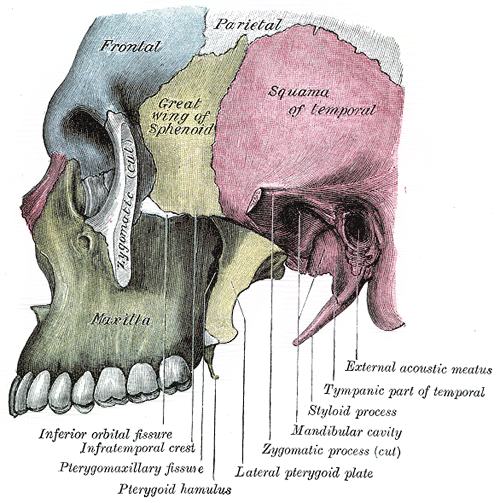 Parietal
Frontal
Great
wing of
Sphenoid
Squama
of temporal
Zygomatic (cut)
Maxilla
External acoustic meatus
Tympanic part of temporal
Styloid process
Mandibular cavity
Zygomatic process (cut)
Lateral pterygoid plate
Inferior orbital fissure
Infratemporal crest
Pterygomaxillary fissure
Pterygoid hamulus